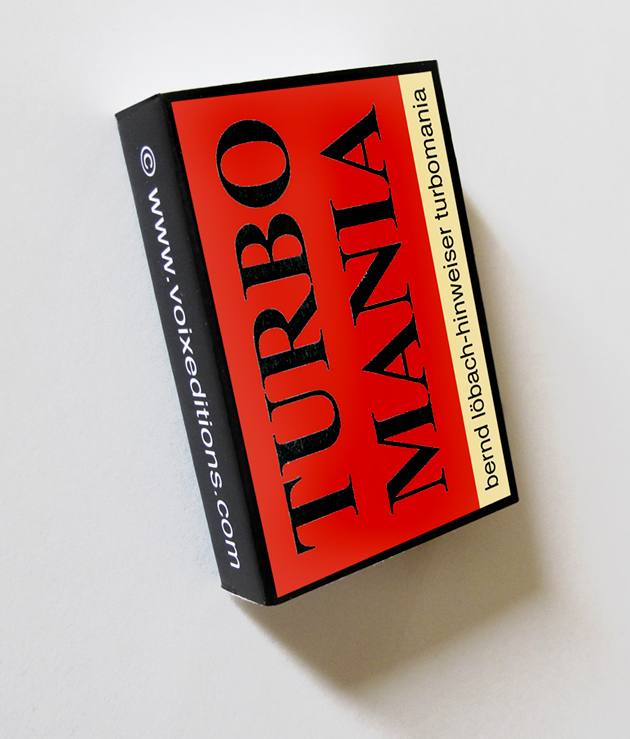 TURBO
MANIA
bernd löbach-hinweiser turbomania
© www.voixeditions.com